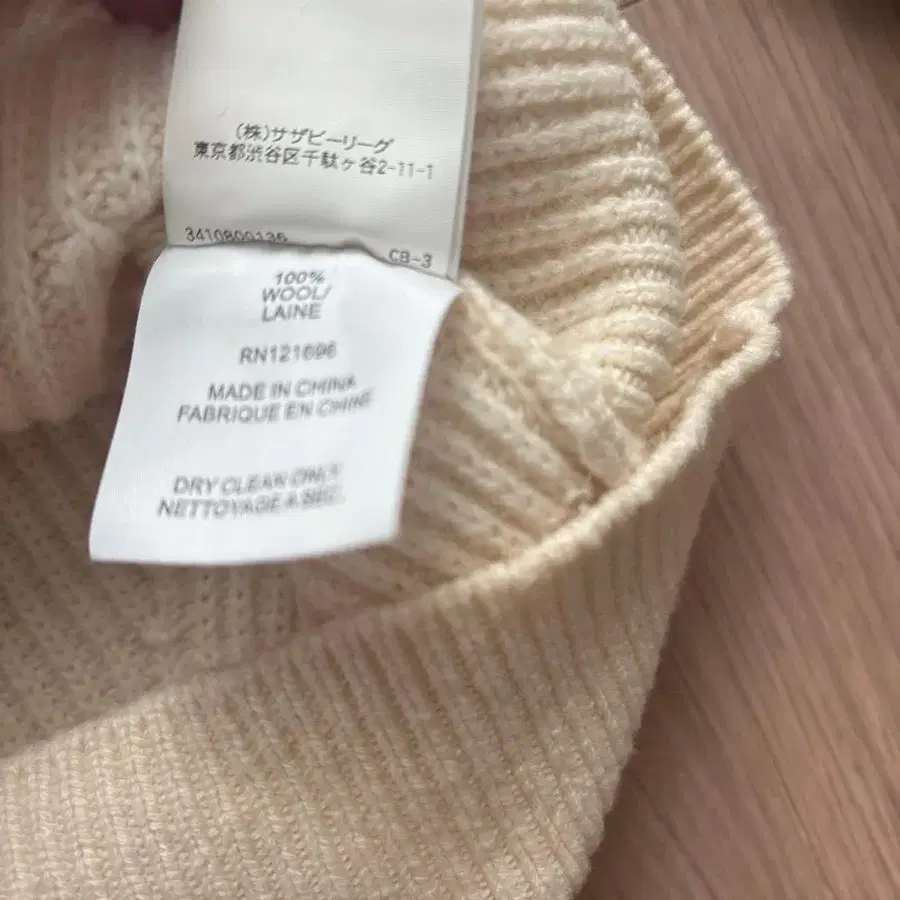 (株)サザビーリーグ
東京都渋谷区千駄ヶ谷2-11-1
3410800135
CB-3
100%
WOOL/
LAINE
RN121696
MADE IN CHINA
FABRIQUE EN CHINE
DRY CLEAN ONLY
NETTOYAGE A SEC